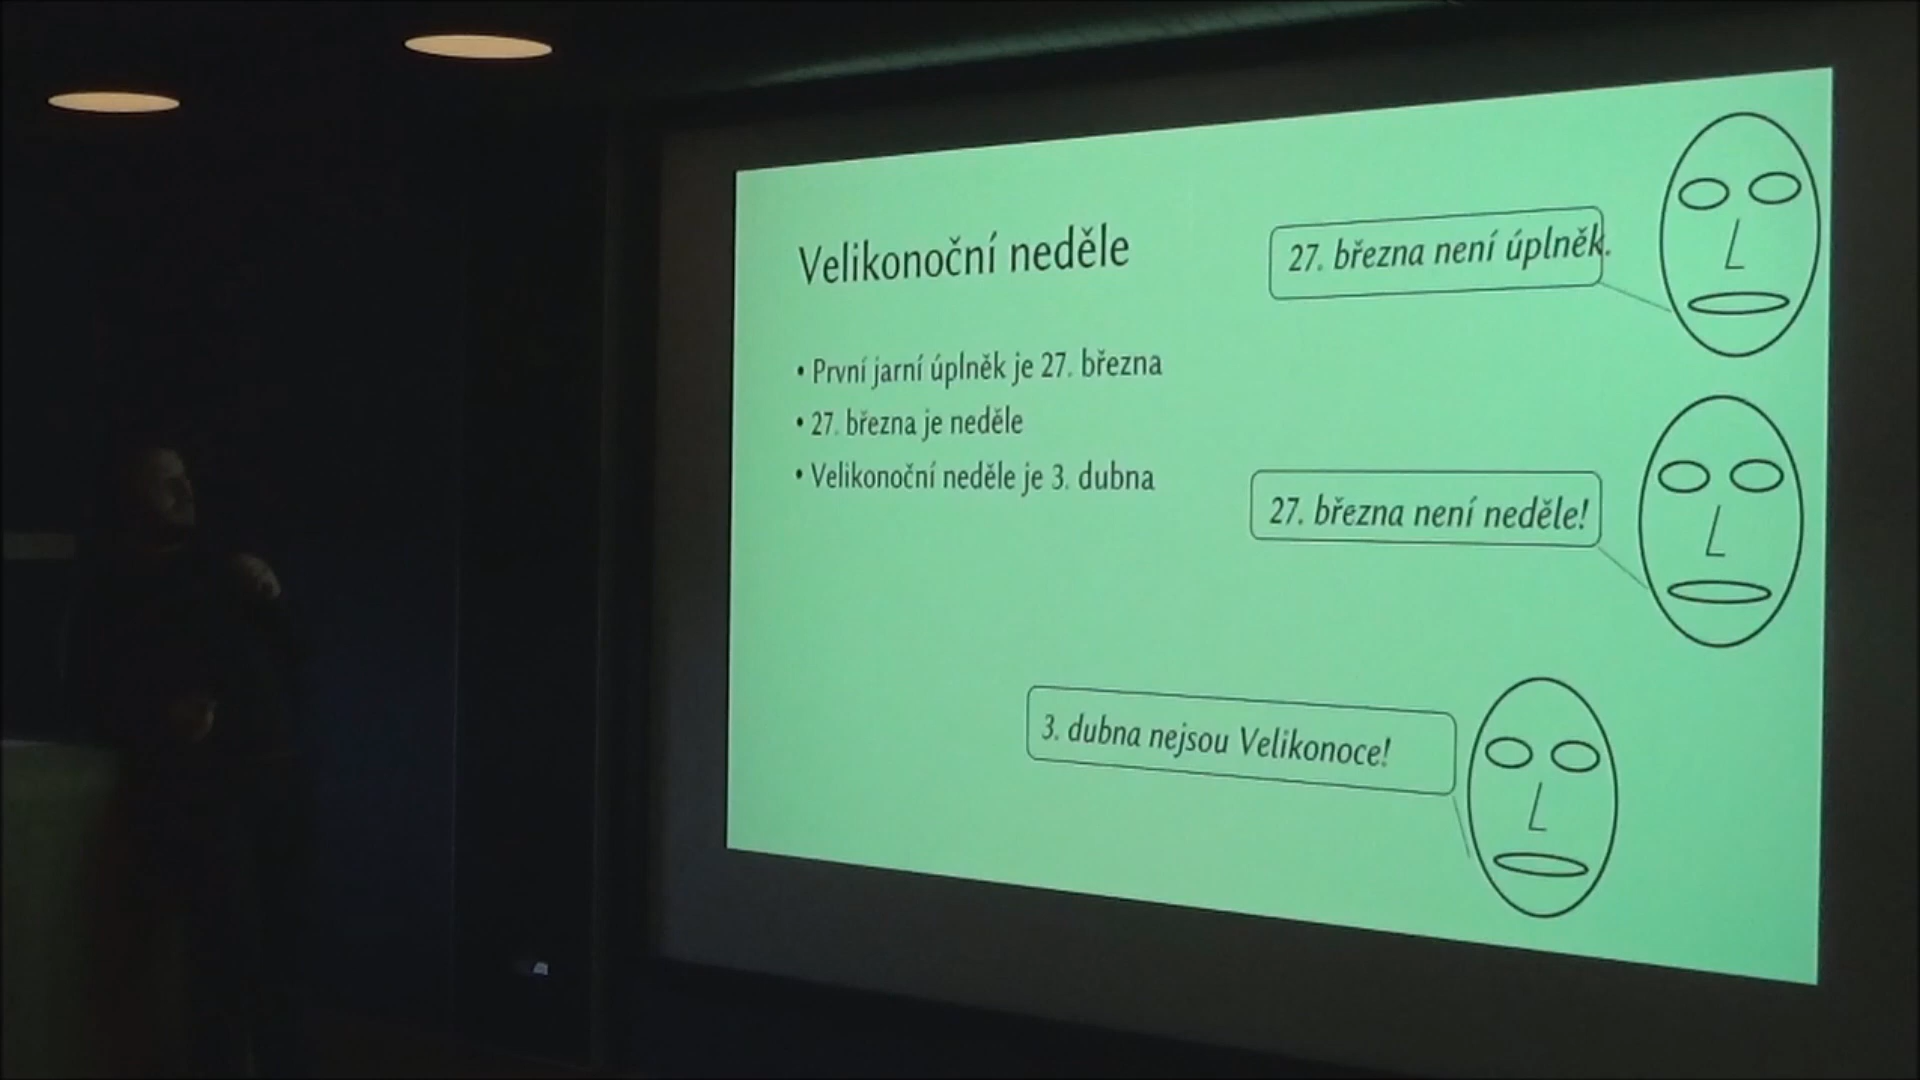 Velikonoční neděle
• První jarní úplněk je 27. března
• 27. března je neděle
• Velikonoční neděle je 3. dubna
27. března není úplněk.
27. března není neděle!
3. dubna nejsou Velikonoce!